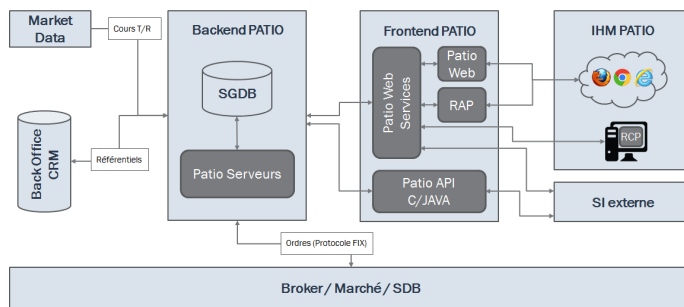 Market
Data
Cours T/R
Backend PATIO
Frontend PATIO
IHM PATIO
SGDB
Patio Web
Services
Patio
Web
RAP
RCP
Back Office
CRM
Référentiels
Patio Serveurs
Patio API
C/JAVA
SI externe
Ordres (Protocole FIX)
Broker / Marché / SDB